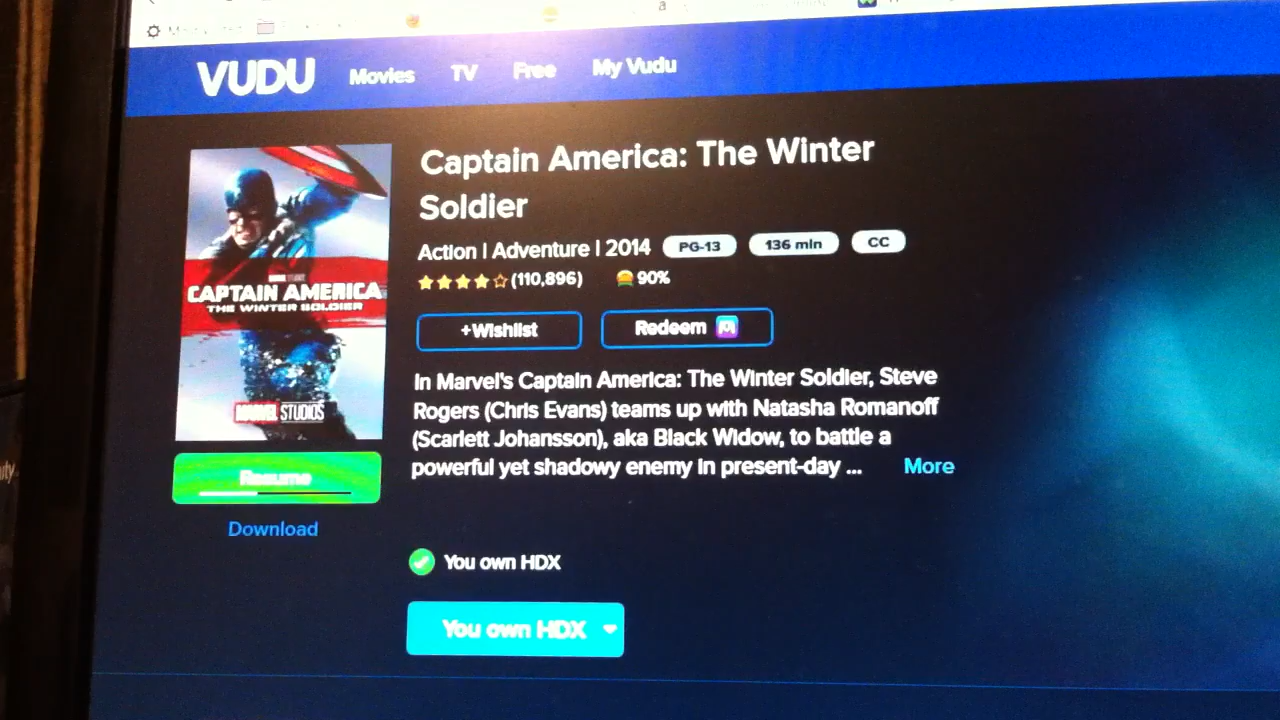 VUDU Movies TV Free My Vudu
Captain America: The Winter
Soldier
Action | Adventure | 2014 PG-13 136 min CC
(110,896) 90%
+Wishlist Redeem
In Marvel's Captain America: The Winter Soldier, Steve
Rogers (Chris Evans) teams up with Natasha Romanoff
(Scarlett Johansson), aka Black Widow, to battle a
powerful yet shadowy enemy in present-day ... More
CAPTAIN AMERICA
THE WINTER SOLDIER
MARVEL STUDIOS
Resume
Download
You own HDX
You own HDX